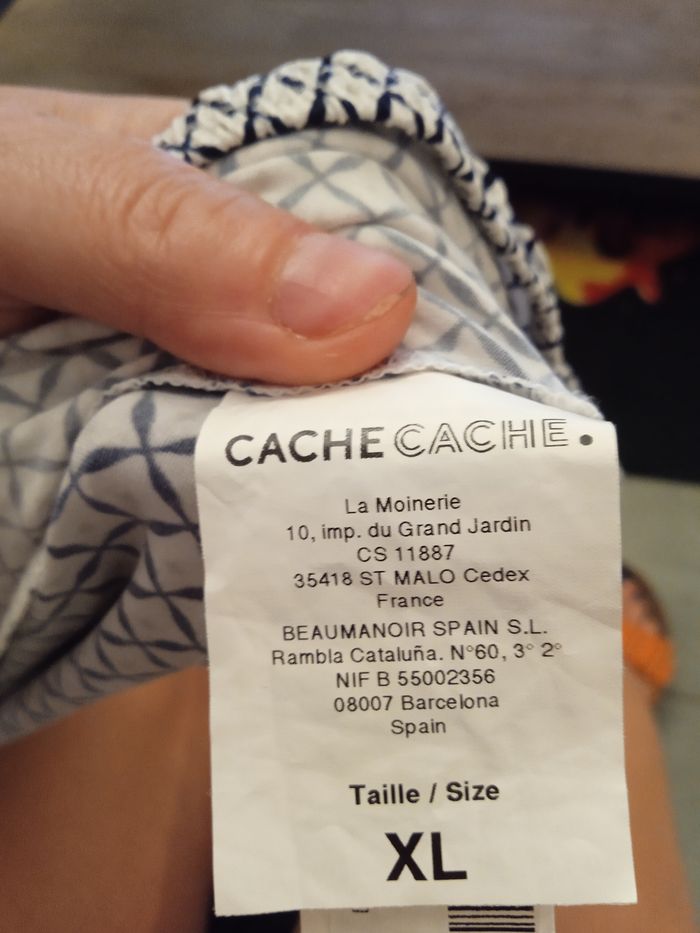 CACHE CACHE.
La Moinerie
10, imp. du Grand Jardin
CS 11887
35418 ST MALO Cedex
France
BEAUMANOIR SPAIN S.L.
Rambla Cataluña. N°60, 3° 2°
NIF B 55002356
08007 Barcelona
Spain
Taille / Size
XL